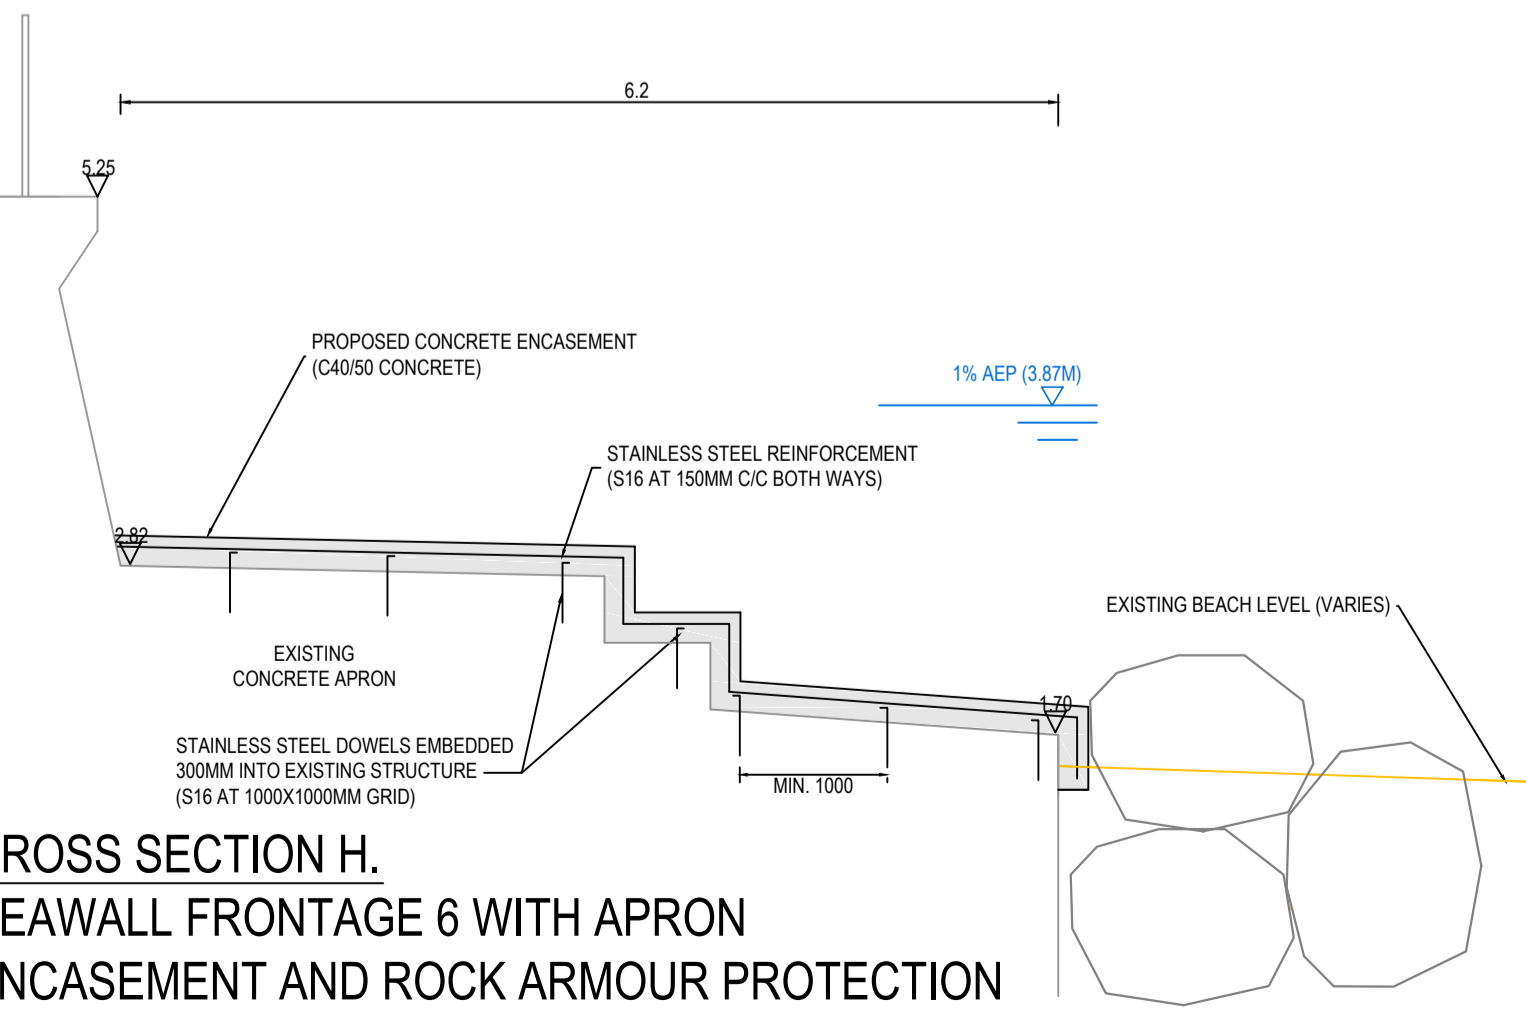 6.2
5.25
PROPOSED CONCRETE ENCASEMENT
(C40/50 CONCRETE)
1% AEP (3.87M)
STAINLESS STEEL REINFORCEMENT
(S16 AT 150MM C/C BOTH WAYS)
2.82
EXISTING BEACH LEVEL (VARIES)
EXISTING
CONCRETE APRON
1.70
STAINLESS STEEL DOWELS EMBEDDED
300MM INTO EXISTING STRUCTURE
(S16 AT 1000X1000MM GRID)
MIN. 1000
ROSS SECTION H.
EAWALL FRONTAGE 6 WITH APRON
NCASEMENT AND ROCK ARMOUR PROTECTION